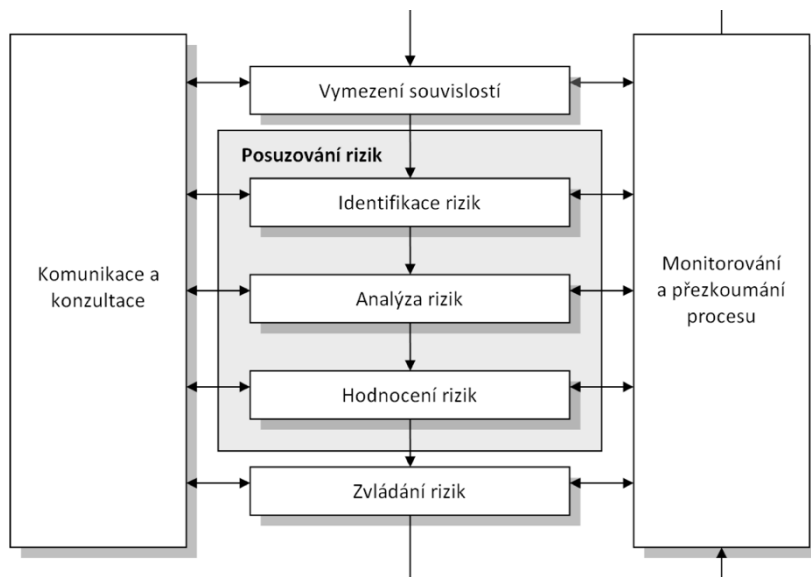 Vymezení souvislostí
Posuzování rizik
Identifikace rizik
Komunikace a
konzultace
Analýza rizik
Monitorování
a přezkoumání
procesu
Hodnocení rizik
Zvládání rizik